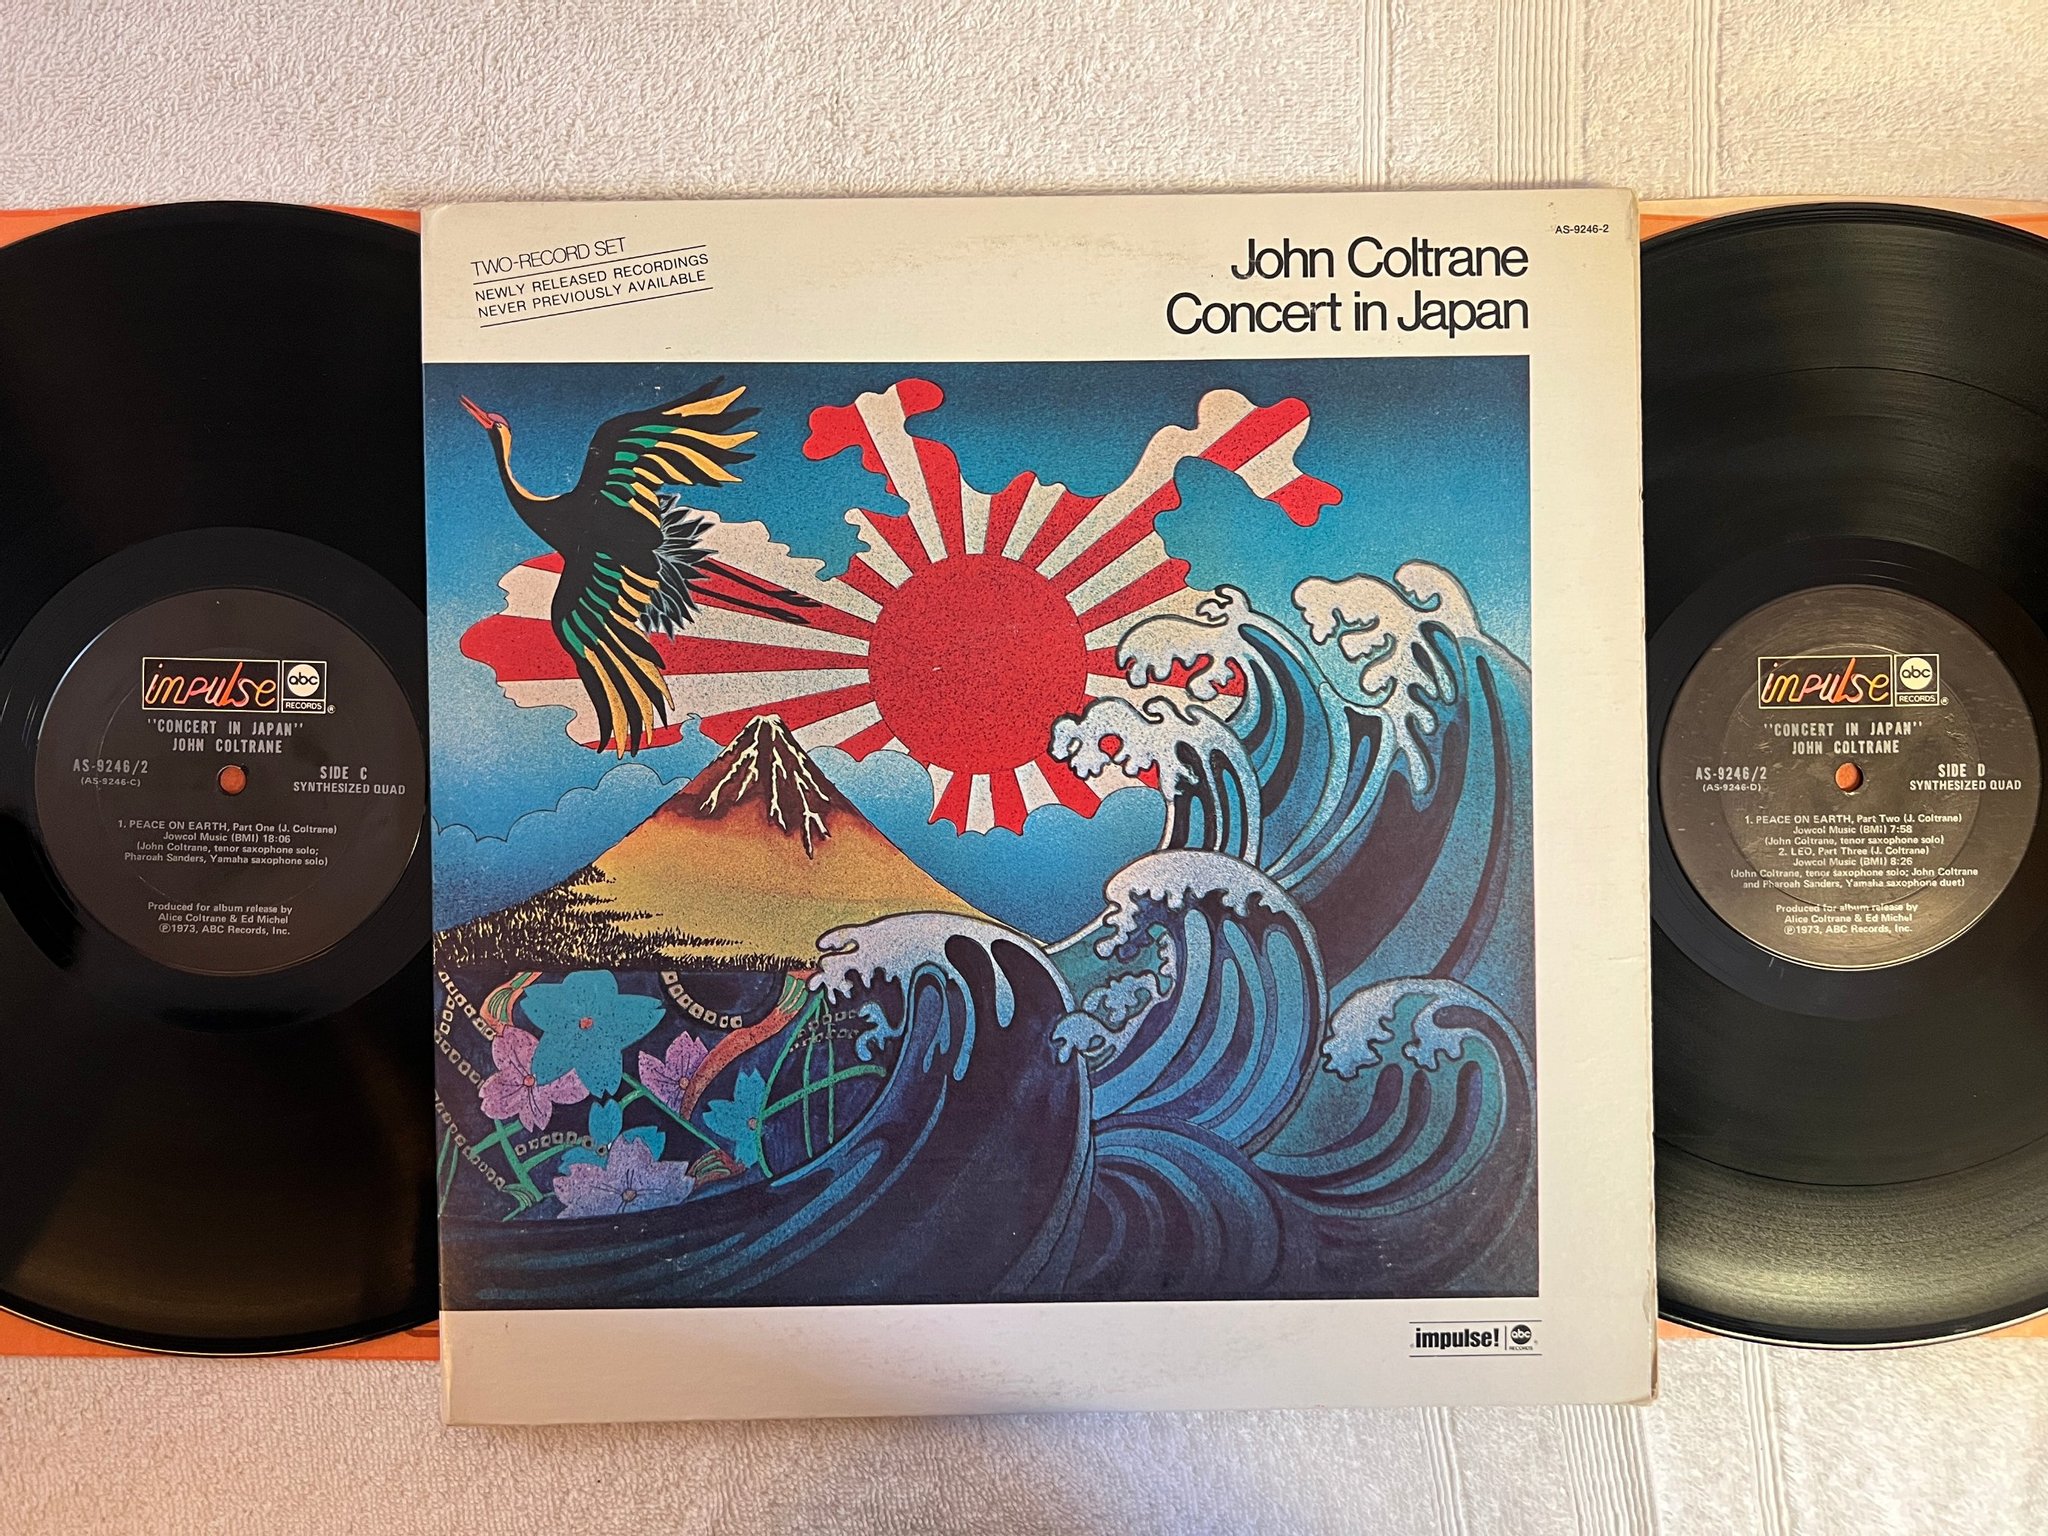 TWO-RECORD SET
NEWLY RELEASED RECORDINGS
NEVER PREVIOUSLY AVAILABLE
AS-9246-2
John Coltrane
Concert in Japan
impulse! abc
RECORDS
impulse abc
RECORDS ®
"CONCERT IN JAPAN"
JOHN COLTRANE
AS-9246/2
(AS-9246-C)
SIDE C
SYNTHESIZED QUAD
1. PEACE ON EARTH, Part One (J. Coltrane)
Jowcol Music (BMI) 18:06
(John Coltrane, tenor saxophone solo;
Pharoah Sanders, Yamaha saxophone solo)
Produced for album release by
Alice Coltrane & Ed Michel
℗1973, ABC Records, Inc.
impulse abc
RECORDS ®
"CONCERT IN JAPAN"
JOHN COLTRANE
AS-9246/2
(AS-9246-D)
SIDE D
SYNTHESIZED QUAD
1. PEACE ON EARTH, Part Two (J. Coltrane)
Jowcol Music (BMI) 7:58
(John Coltrane, tenor saxophone solo)
2. LEO, Part Three (J. Coltrane)
Jowcol Music (BMI) 8:26
(John Coltrane, tenor saxophone solo; John Coltrane
and Pharoah Sanders, Yamaha saxophone duet)
Produced for album release by
Alice Coltrane & Ed Michel
℗1973, ABC Records, Inc.